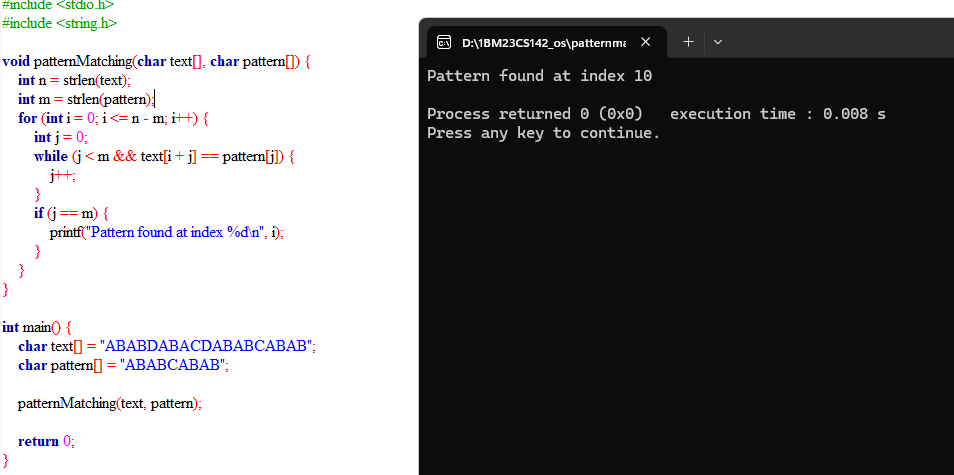 #include <stdio.h>
#include <string.h>
void patternMatching(char text[], char pattern[]) {
int n = strlen(text);
int m = strlen(pattern);
for (int i = 0; i <= n - m; i++) {
int j = 0;
while (j < m && text[i + j] == pattern[j]) {
j++;
}
if (j == m) {
printf("Pattern found at index %d\n", i);
}
}
}
int main() {
char text[] = "ABABDABACDABABCABAB";
char pattern[] = "ABABCABAB";
patternMatching(text, pattern);
return 0;
}
D:\1BM23CS142_os\patternma
Pattern found at index 10
Process returned 0 (0x0)   execution time : 0.008 s
Press any key to continue.